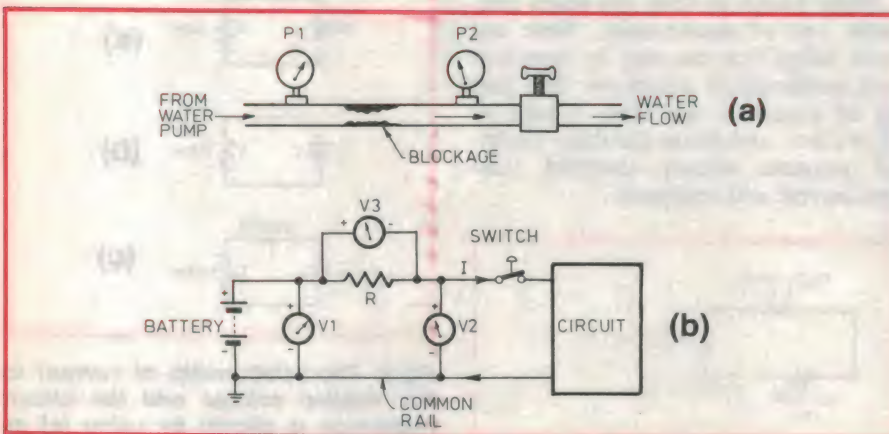 P1
P2
FROM
WATER
PUMP
BLOCKAGE
WATER
FLOW
(a)
V3
+ -
SWITCH
I
R
+
BATTERY
-
+
V1
-
+
V2
-
CIRCUIT
(b)
COMMON
RAIL